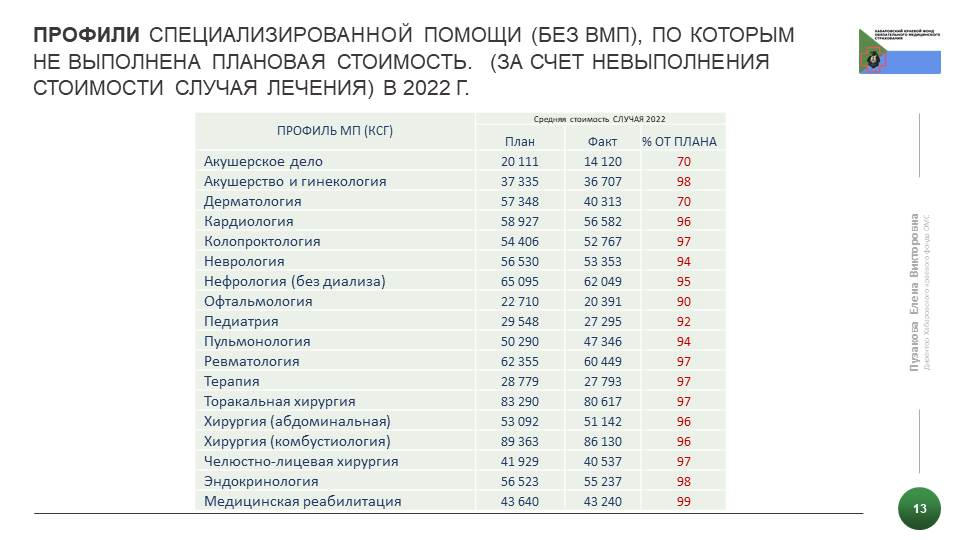 ПРОФИЛИ СПЕЦИАЛИЗИРОВАННОЙ ПОМОЩИ (БЕЗ ВМП), ПО КОТОРЫМ
НЕ ВЫПОЛНЕНА ПЛАНОВАЯ СТОИМОСТЬ. (ЗА СЧЕТ НЕВЫПОЛНЕНИЯ
СТОИМОСТИ СЛУЧАЯ ЛЕЧЕНИЯ) В 2022 Г.
ХАБАРОВСКИЙ КРАЕВОЙ ФОНД
ОБЯЗАТЕЛЬНОГО МЕДИЦИНСКОГО
СТРАХОВАНИЯ
ПРОФИЛЬ МП (КСГ)
Средняя стоимость СЛУЧАЯ 2022
План Факт % ОТ ПЛАНА
Акушерское дело 20 111 14 120 70
Акушерство и гинекология 37 335 36 707 98
Дерматология 57 348 40 313 70
Кардиология 58 927 56 582 96
Колопроктология 54 406 52 767 97
Неврология 56 530 53 353 94
Нефрология (без диализа) 65 095 62 049 95
Офтальмология 22 710 20 391 90
Педиатрия 29 548 27 295 92
Пульмонология 50 290 47 346 94
Ревматология 62 355 60 449 97
Терапия 28 779 27 793 97
Торакальная хирургия 83 290 80 617 97
Хирургия (абдоминальная) 53 092 51 142 96
Хирургия (комбустиология) 89 363 86 130 96
Челюстно-лицевая хирургия 41 929 40 537 97
Эндокринология 56 523 55 237 98
Медицинская реабилитация 43 640 43 240 99
Пузакова Елена Викторовна
Директор Хабаровского краевого фонда ОМС
13